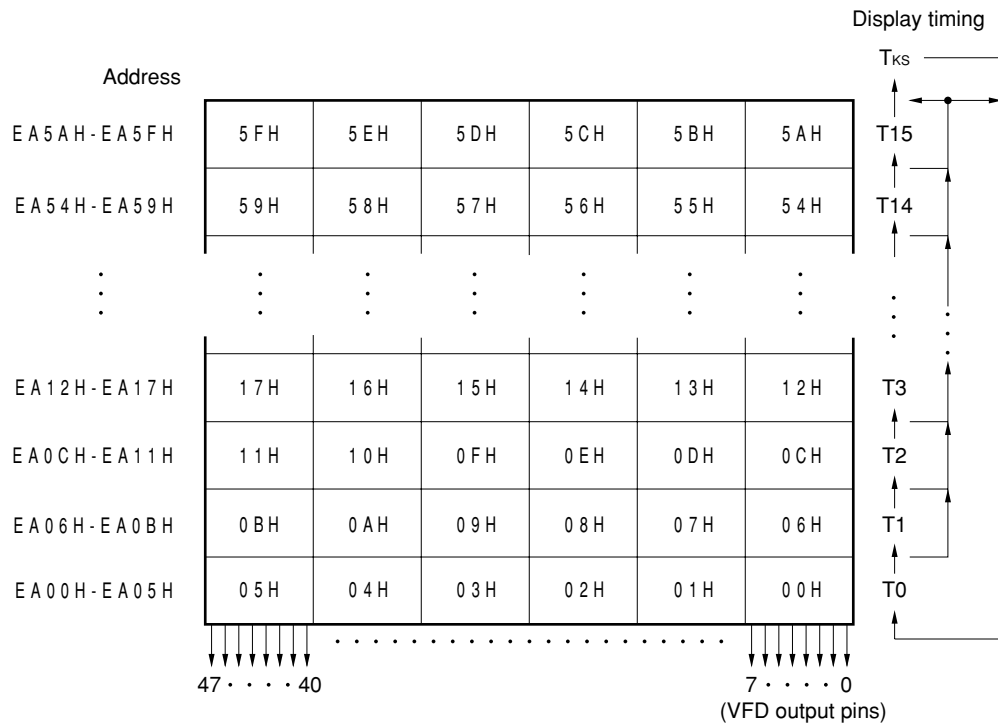 Display timing
TKS
Address
EA5AH-EA5FH 5FH 5EH 5DH 5CH 5BH 5AH T15
EA54H-EA59H 59H 58H 57H 56H 55H 54H T14
EA12H-EA17H 17H 16H 15H 14H 13H 12H T3
EA0CH-EA11H 11H 10H 0FH 0EH 0DH 0CH T2
EA06H-EA0BH 0BH 0AH 09H 08H 07H 06H T1
EA00H-EA05H 05H 04H 03H 02H 01H 00H T0
47 · · · · 40 7 · · · · 0
(VFD output pins)